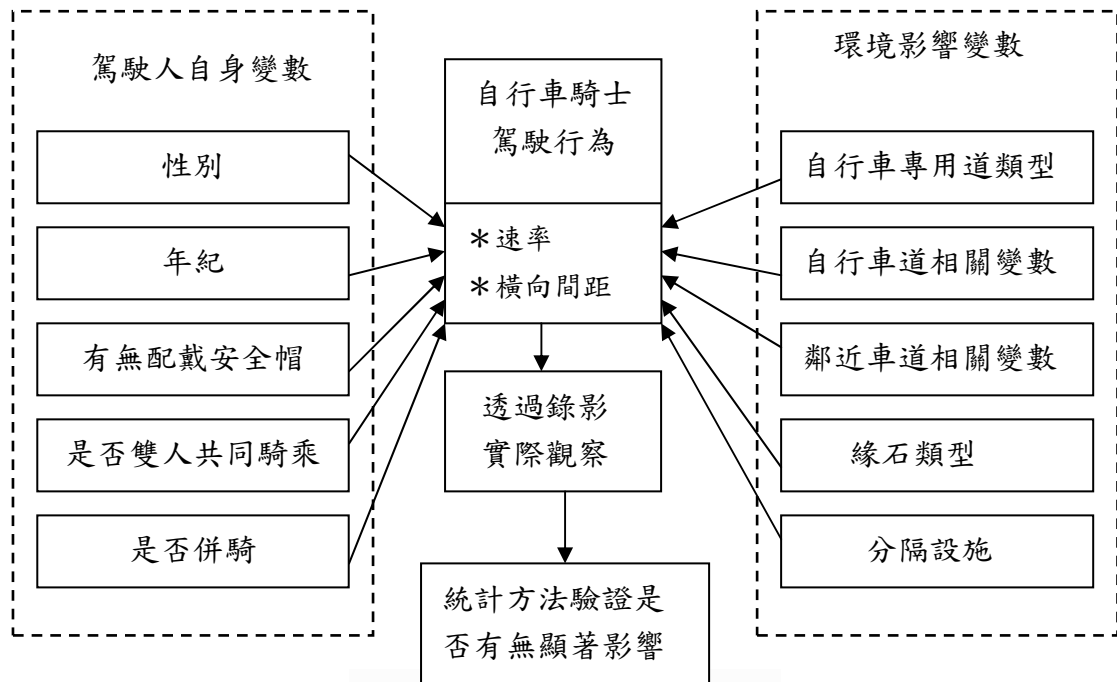 駕駛人自身變數
性別
年紀
有無配戴安全帽
是否雙人共同騎乘
是否併騎
自行車騎士
駕駛行為
＊速率
＊橫向間距
透過錄影
實際觀察
統計方法驗證是
否有無顯著影響
環境影響變數
自行車專用道類型
自行車道相關變數
鄰近車道相關變數
緣石類型
分隔設施